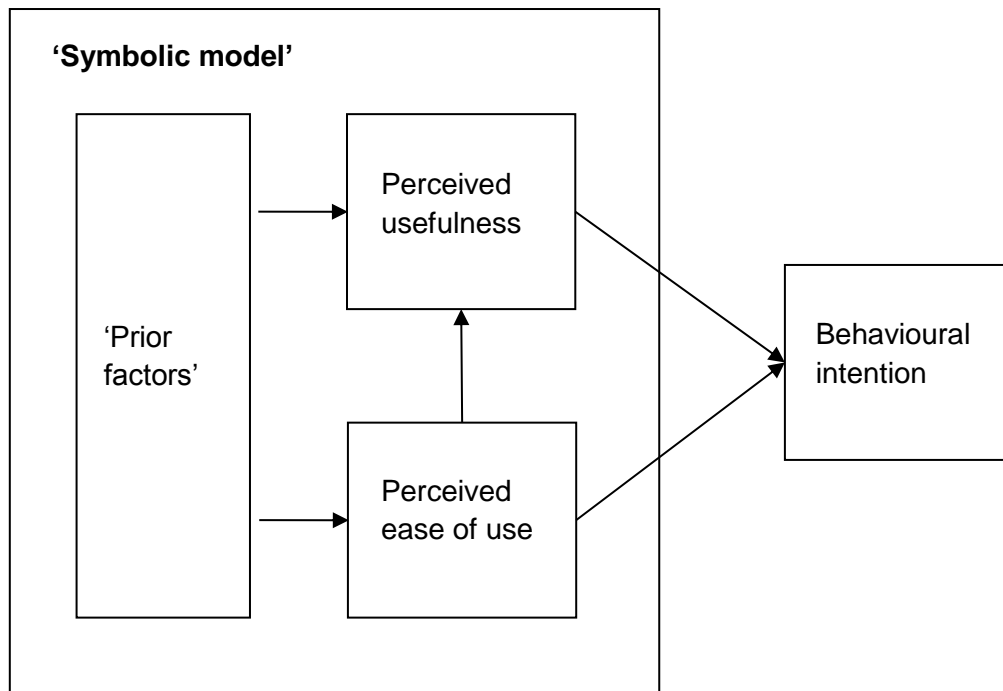 ‘Symbolic model’
‘Prior
factors’
Perceived
usefulness
Perceived
ease of use
Behavioural
intention